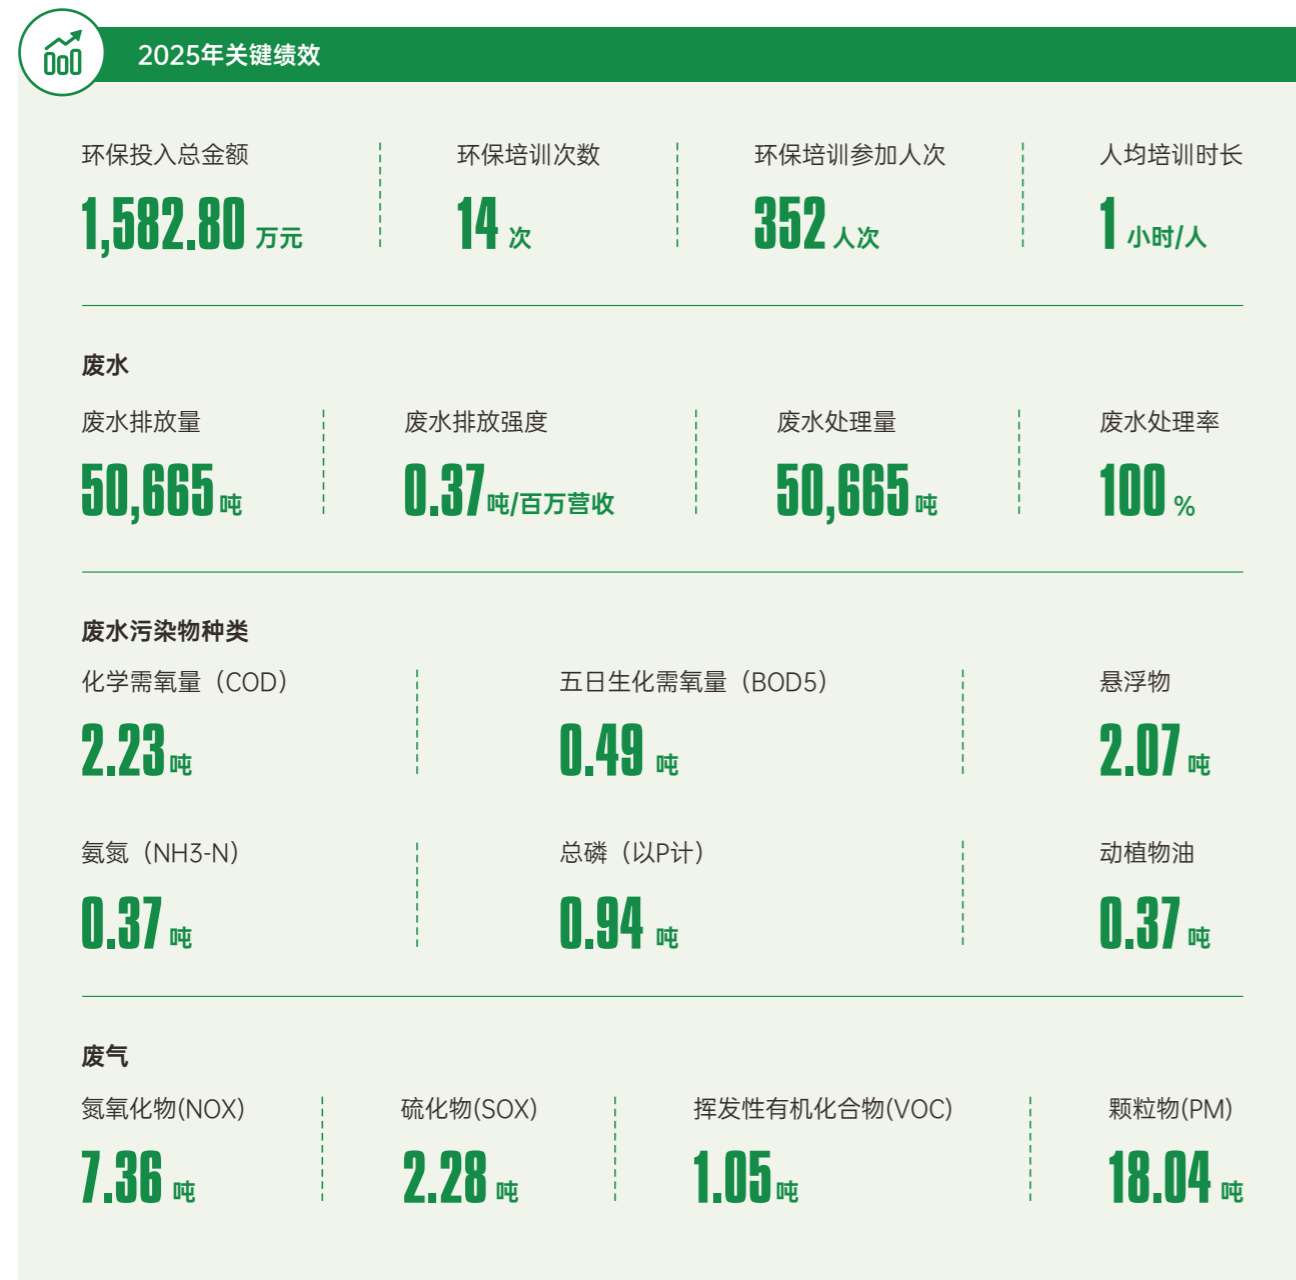 2025年关键绩效
环保投入总金额 环保培训次数 环保培训参加人次 人均培训时长
1,582.80 万元 14 次 352 人次 1 小时/人
废水
废水排放量 废水排放强度 废水处理量 废水处理率
50,665 吨 0.37 吨/百万营收 50,665 吨 100 %
废水污染物种类
化学需氧量（COD） 五日生化需氧量（BOD5） 悬浮物
2.23 吨 0.49 吨 2.07 吨
氨氮（NH3-N） 总磷（以P计） 动植物油
0.37 吨 0.94 吨 0.37 吨
废气
氮氧化物(NOX) 硫化物(SOX) 挥发性有机化合物(VOC) 颗粒物(PM)
7.36 吨 2.28 吨 1.05 吨 18.04 吨